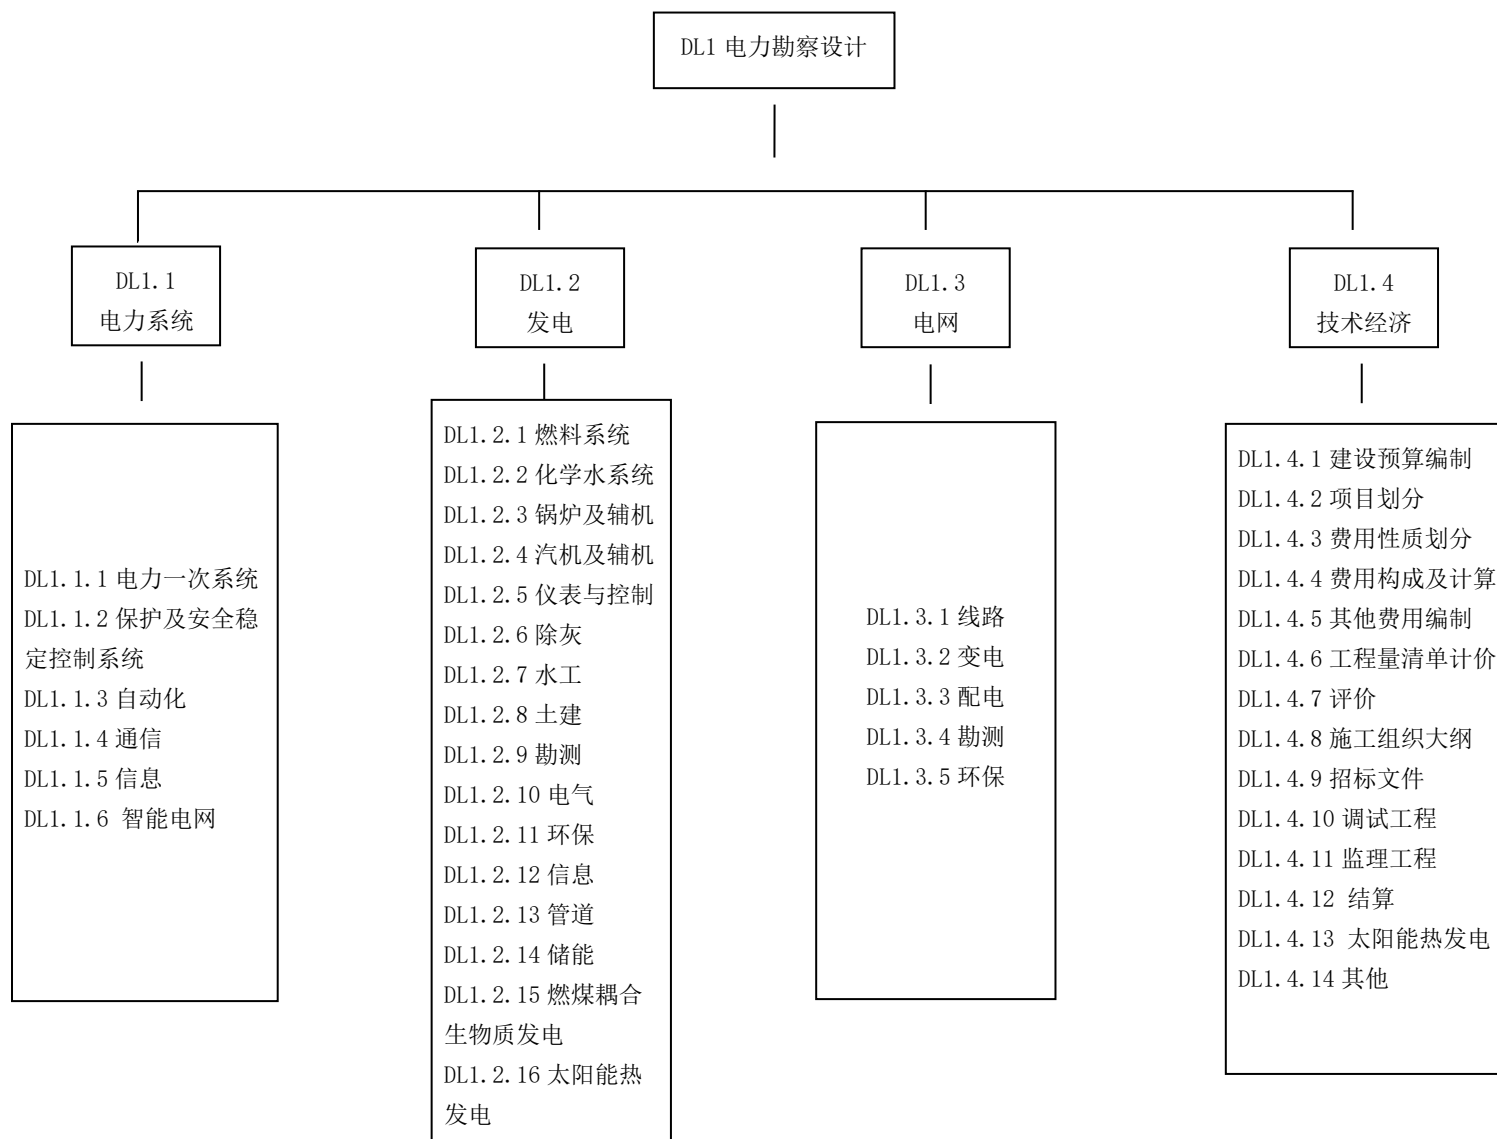 DL1 电力勘察设计
DL1.1
电力系统
DL1.2
发电
DL1.3
电网
DL1.4
技术经济
DL1.1.1 电力一次系统
DL1.1.2 保护及安全稳
定控制系统
DL1.1.3 自动化
DL1.1.4 通信
DL1.1.5 信息
DL1.1.6 智能电网
DL1.2.1 燃料系统
DL1.2.2 化学水系统
DL1.2.3 锅炉及辅机
DL1.2.4 汽机及辅机
DL1.2.5 仪表与控制
DL1.2.6 除灰
DL1.2.7 水工
DL1.2.8 土建
DL1.2.9 勘测
DL1.2.10 电气
DL1.2.11 环保
DL1.2.12 信息
DL1.2.13 管道
DL1.2.14 储能
DL1.2.15 燃煤耦合
生物质发电
DL1.2.16 太阳能热
发电
DL1.3.1 线路
DL1.3.2 变电
DL1.3.3 配电
DL1.3.4 勘测
DL1.3.5 环保
DL1.4.1 建设预算编制
DL1.4.2 项目划分
DL1.4.3 费用性质划分
DL1.4.4 费用构成及计算
DL1.4.5 其他费用编制
DL1.4.6 工程量清单计价
DL1.4.7 评价
DL1.4.8 施工组织大纲
DL1.4.9 招标文件
DL1.4.10 调试工程
DL1.4.11 监理工程
DL1.4.12 结算
DL1.4.13 太阳能热发电
DL1.4.14 其他